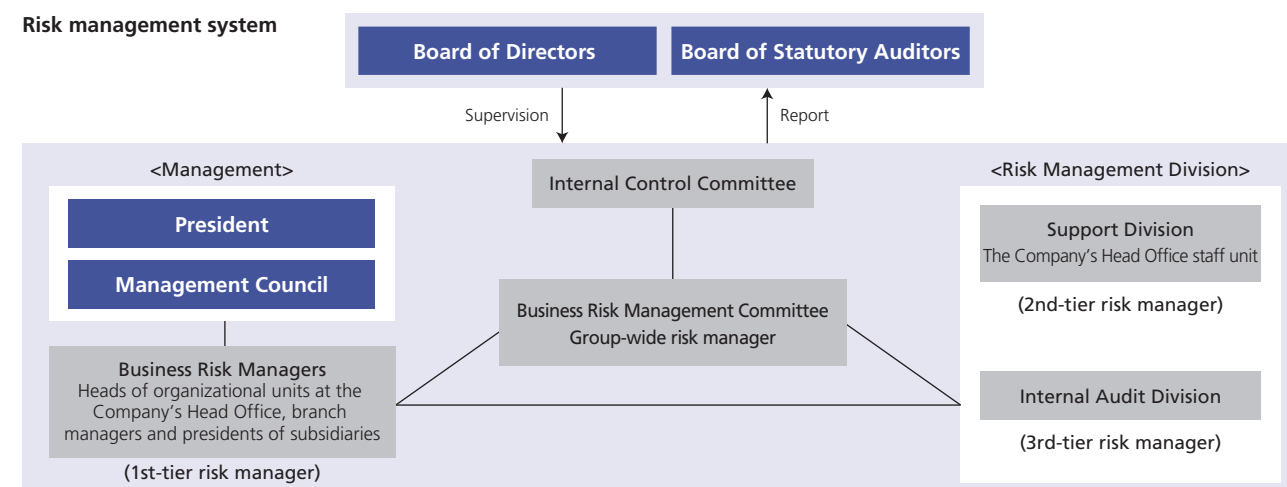 Risk management system
Board of Directors
Board of Statutory Auditors
Supervision
Report
<Management>
President
Management Council
Business Risk Managers
Heads of organizational units at the
Company's Head Office, branch
managers and presidents of subsidiaries
(1st-tier risk manager)
Internal Control Committee
Business Risk Management Committee
Group-wide risk manager
<Risk Management Division>
Support Division
The Company's Head Office staff unit
(2nd-tier risk manager)
Internal Audit Division
(3rd-tier risk manager)